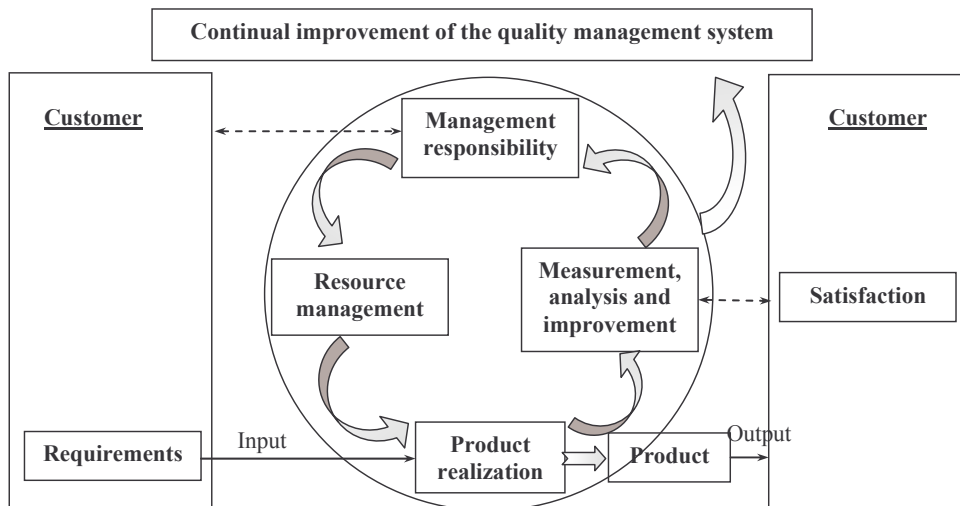 Continual improvement of the quality management system
Customer
Customer
Management
responsibility
Resource
management
Measurement,
analysis and
improvement
Satisfaction
Requirements
Input
Product
realization
Product
Output